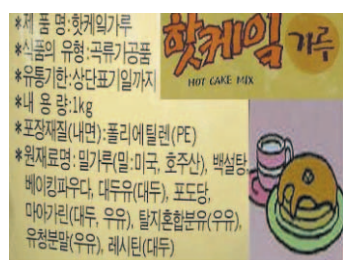 *제 품 명:핫케잌가루
*식품의 유형:곡류가공품
*유통기한:상단표기일까지
*내 용 량:1kg
*포장재질(내면):폴리에틸렌(PE)
*원재료명:밀가루(밀:미국, 호주산), 백설탕,
베이킹파우다, 대두유(대두), 포도당,
마아가린(대두, 우유), 탈지혼합분유(우유),
유청분말(우유), 레시틴(대두)
핫케잌 가루
HOT CAKE MIX